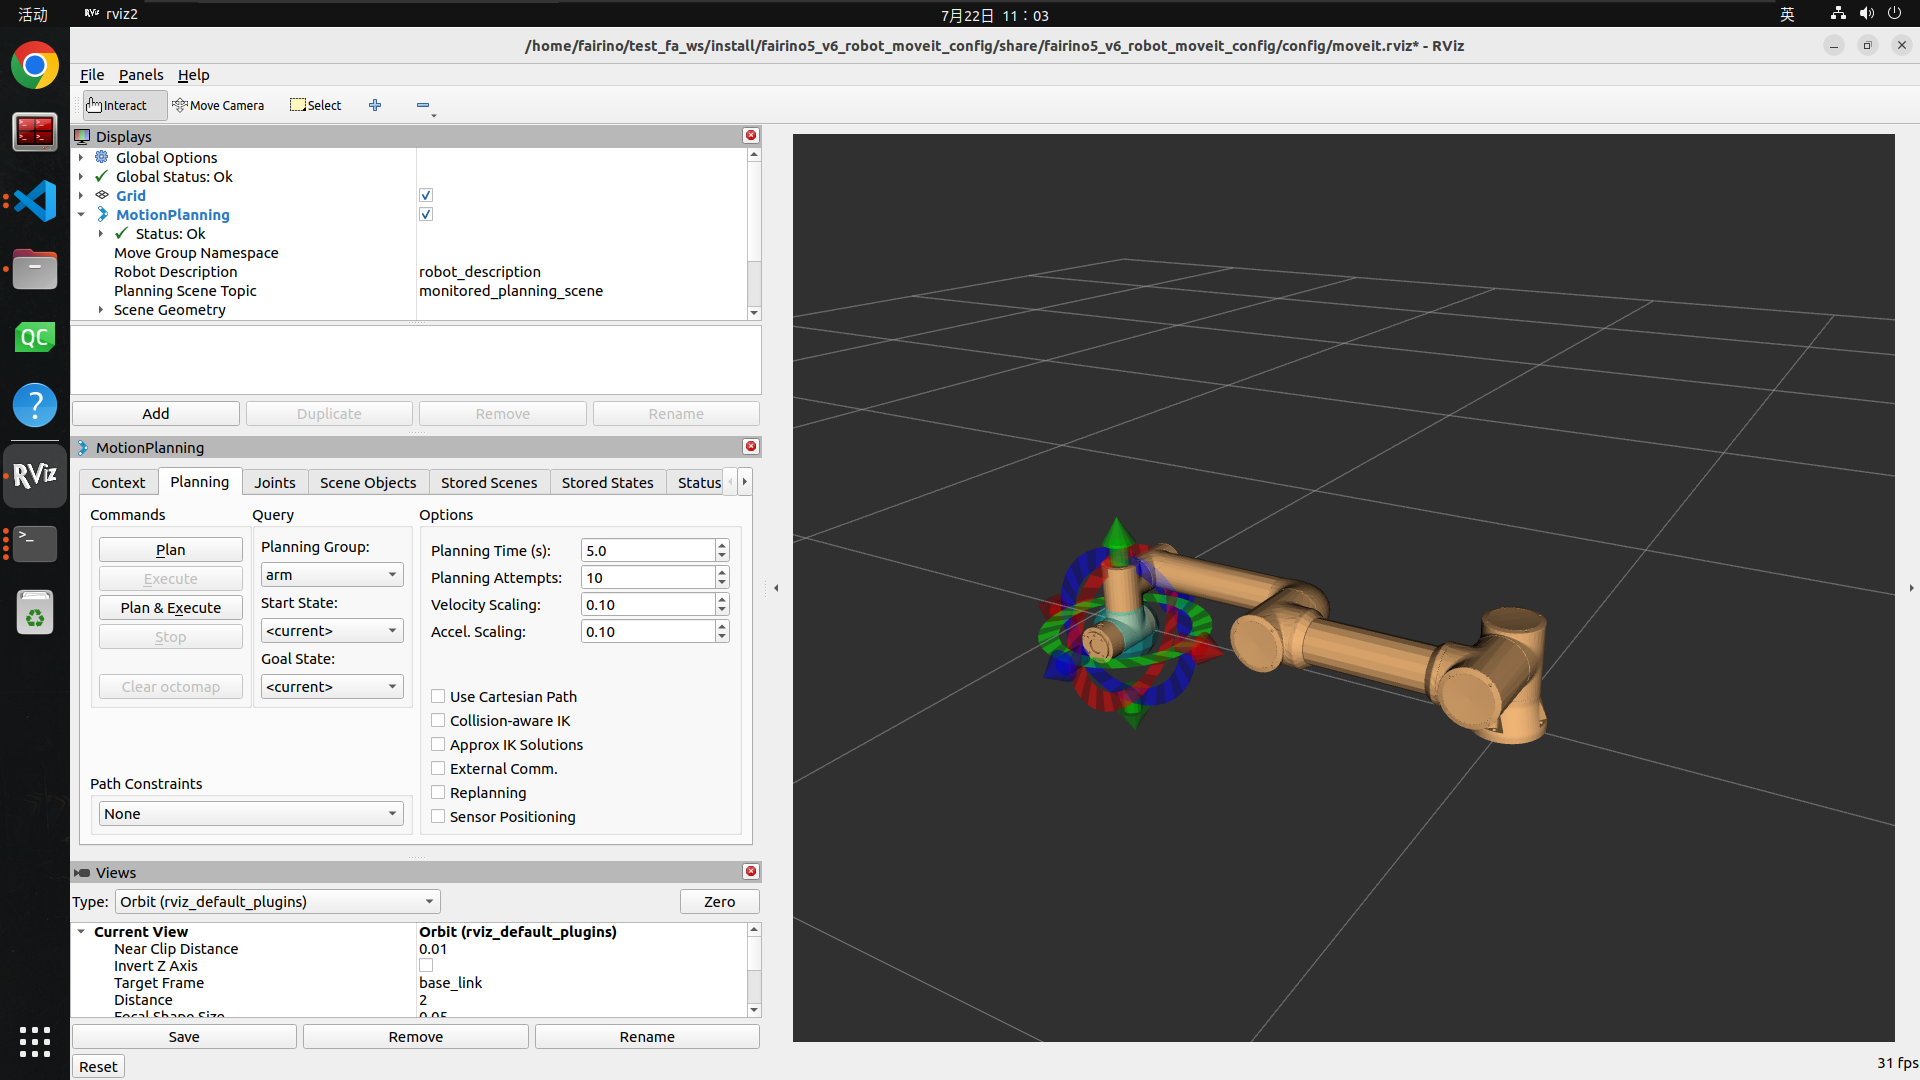 活动
rviz2
7月22日 11：03
英
/home/fairino/test_fa_ws/install/fairino5_v6_robot_moveit_config/share/fairino5_v6_robot_moveit_config/config/moveit.rviz* - RViz
File Panels Help
Interact Move Camera Select
Displays
Global Options
Global Status: Ok
Grid
MotionPlanning
Status: Ok
Move Group Namespace
Robot Description robot_description
Planning Scene Topic monitored_planning_scene
Scene Geometry
Add Duplicate Remove Rename
MotionPlanning
Context Planning Joints Scene Objects Stored Scenes Stored States Status
Commands
Plan
Execute
Plan & Execute
Stop
Clear octomap
Query
Planning Group:
arm
Start State:
<current>
Goal State:
<current>
Options
Planning Time (s): 5.0
Planning Attempts: 10
Velocity Scaling: 0.10
Accel. Scaling: 0.10
Use Cartesian Path
Collision-aware IK
Approx IK Solutions
External Comm.
Replanning
Sensor Positioning
Path Constraints
None
Views
Type: Orbit (rviz_default_plugins) Zero
Current View Orbit (rviz_default_plugins)
Near Clip Distance 0.01
Invert Z Axis
Target Frame base_link
Distance 2
Focal Shape Size 0.05
Save Remove Rename
Reset
31 fps
QC
?
RViz
>_